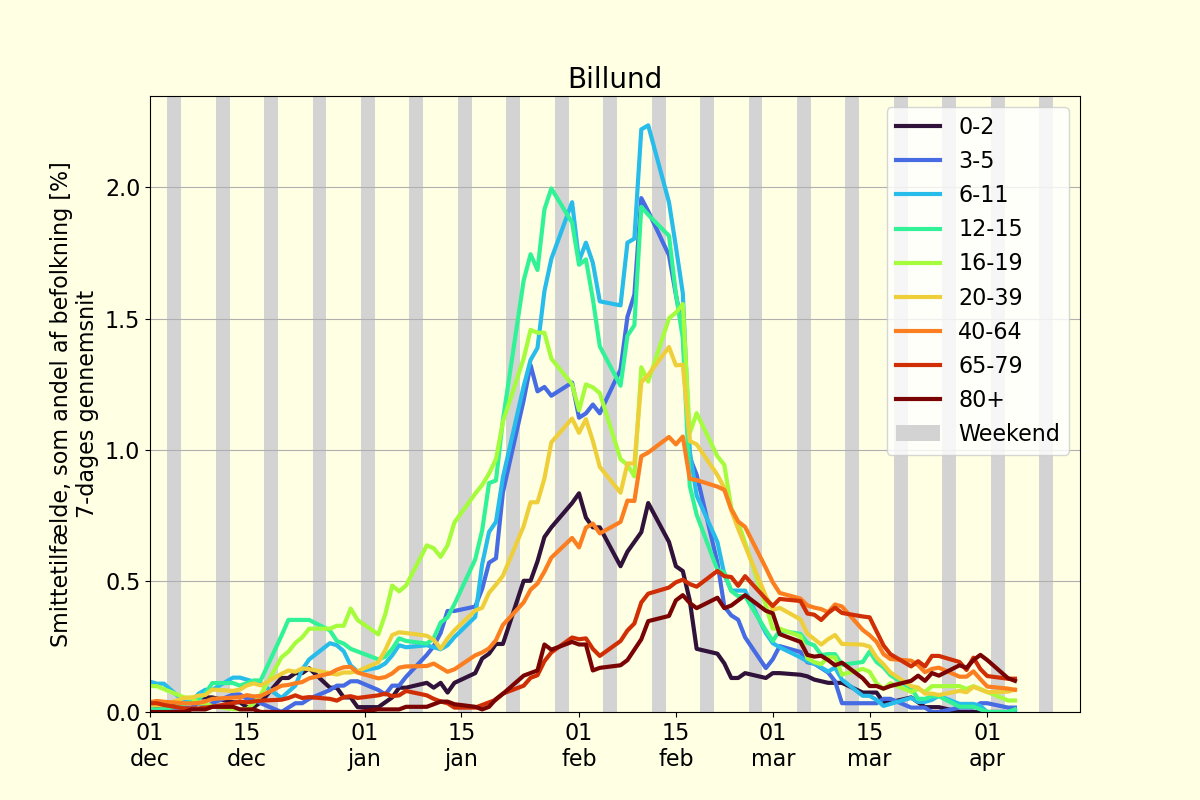 Billund
Smittetilfælde, som andel af befolkning [%]
7-dages gennemsnit
2.0
1.5
1.0
0.5
0.0
01 dec
15 dec
01 jan
15 jan
01 feb
15 feb
01 mar
15 mar
01 apr
0-2
3-5
6-11
12-15
16-19
20-39
40-64
65-79
80+
Weekend